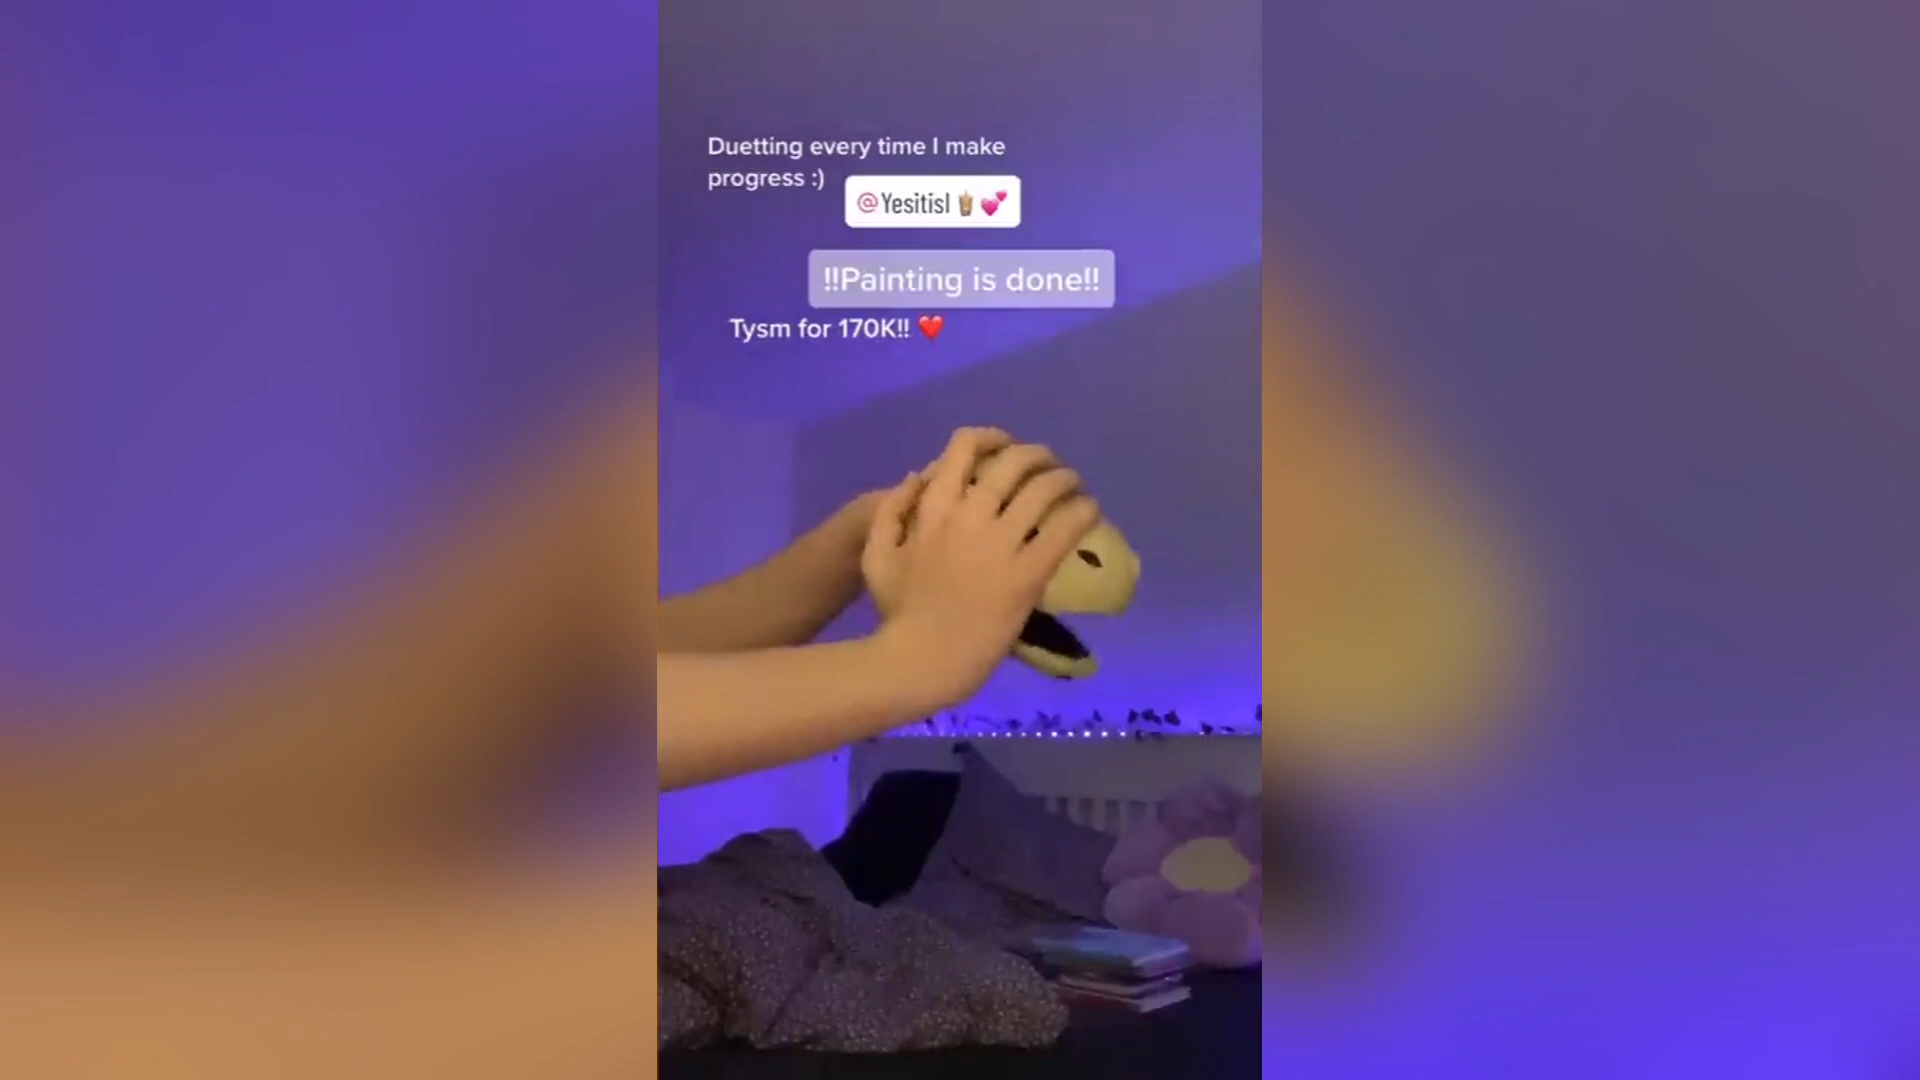 Duetting every time I make
progress :)
@Yesitisl🧋💕
!!Painting is done!!
Tysm for 170K!! ❤️